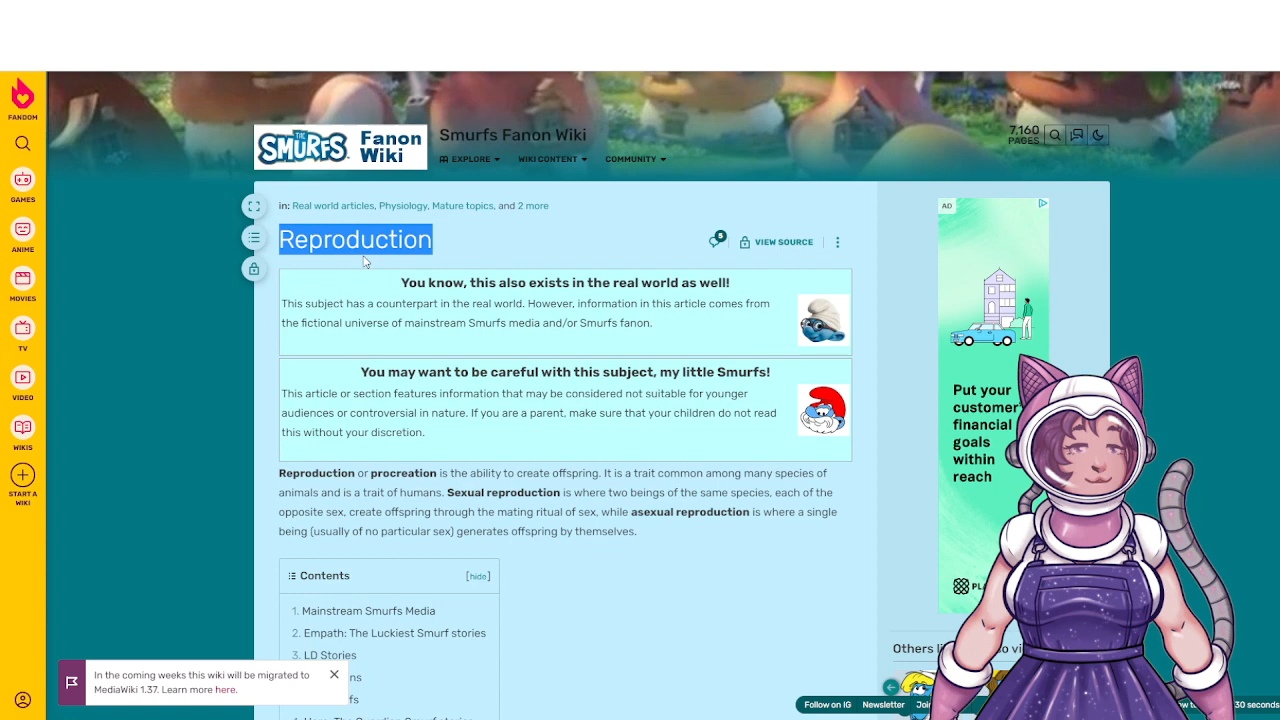 FANDOM
GAMES
ANIME
MOVIES
TV
VIDEO
WIKIS
START A
WIKI
THE
SMURFS Fanon
Wiki
Smurfs Fanon Wiki
EXPLORE
WIKI CONTENT
COMMUNITY
7,160
PAGES
in: Real world articles, Physiology, Mature topics, and 2 more
Reproduction
5
VIEW SOURCE
You know, this also exists in the real world as well!
This subject has a counterpart in the real world. However, information in this article comes from
the fictional universe of mainstream Smurfs media and/or Smurfs fanon.
You may want to be careful with this subject, my little Smurfs!
This article or section features information that may be considered not suitable for younger
audiences or controversial in nature. If you are a parent, make sure that your children do not read
this without your discretion.
Reproduction or procreation is the ability to create offspring. It is a trait common among many species of
animals and is a trait of humans. Sexual reproduction is where two beings of the same species, each of the
opposite sex, create offspring through the mating ritual of sex, while asexual reproduction is where a single
being (usually of no particular sex) generates offspring by themselves.
Contents [hide]
1. Mainstream Smurfs Media
2. Empath: The Luckiest Smurf stories
3. LD Stories
In the coming weeks this wiki will be migrated to
MediaWiki 1.37. Learn more here.
AD
Put your
customer
financial
goals
within
reach
Others
Follow on IG
Newsletter
30 seconds